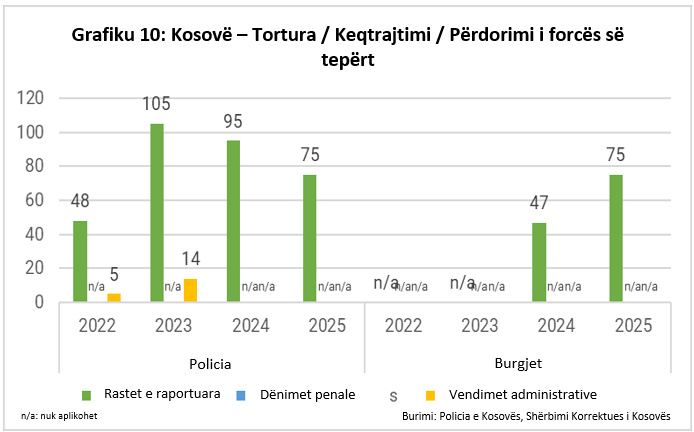 Grafiku 10: Kosovë – Tortura / Keqtrajtimi / Përdorimi i forcës së
tepërt
120
100
80
60
40
20
0
48
n/a
5
105
n/a
14
95
n/an/a
75
n/an/a
n/a
n/an/a
n/a
n/an/a
47
n/an/a
75
n/an/a
2022 2023 2024 2025 2022 2023 2024 2025
Policia Burgjet
Rastet e raportuara Dënimet penale s Vendimet administrative
n/a: nuk aplikohet Burimi: Policia e Kosovës, Shërbimi Korrektues i Kosovës